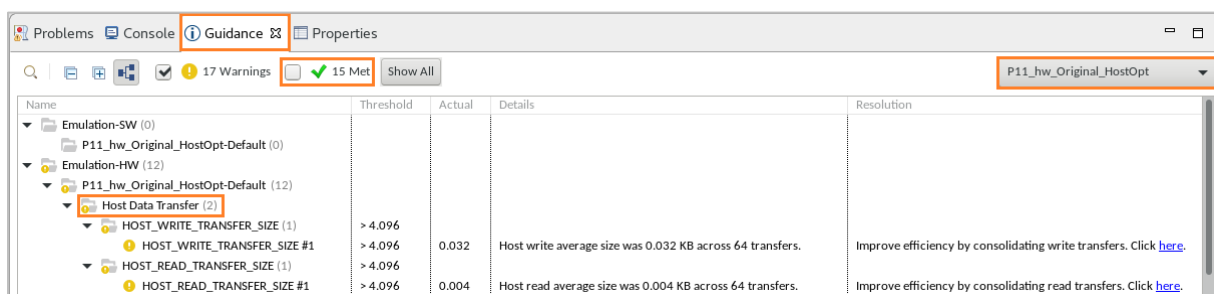 Problems Console Guidance Properties
17 Warnings 15 Met Show All P11_hw_Original_HostOpt
Name Threshold Actual Details Resolution
Emulation-SW (0)
P11_hw_Original_HostOpt-Default (0)
Emulation-HW (12)
P11_hw_Original_HostOpt-Default (12)
Host Data Transfer (2)
HOST_WRITE_TRANSFER_SIZE (1) > 4.096
HOST_WRITE_TRANSFER_SIZE #1 > 4.096 0.032 Host write average size was 0.032 KB across 64 transfers. Improve efficiency by consolidating write transfers. Click here.
HOST_READ_TRANSFER_SIZE (1) > 4.096
HOST_READ_TRANSFER_SIZE #1 > 4.096 0.004 Host read average size was 0.004 KB across 64 transfers. Improve efficiency by consolidating read transfers. Click here.